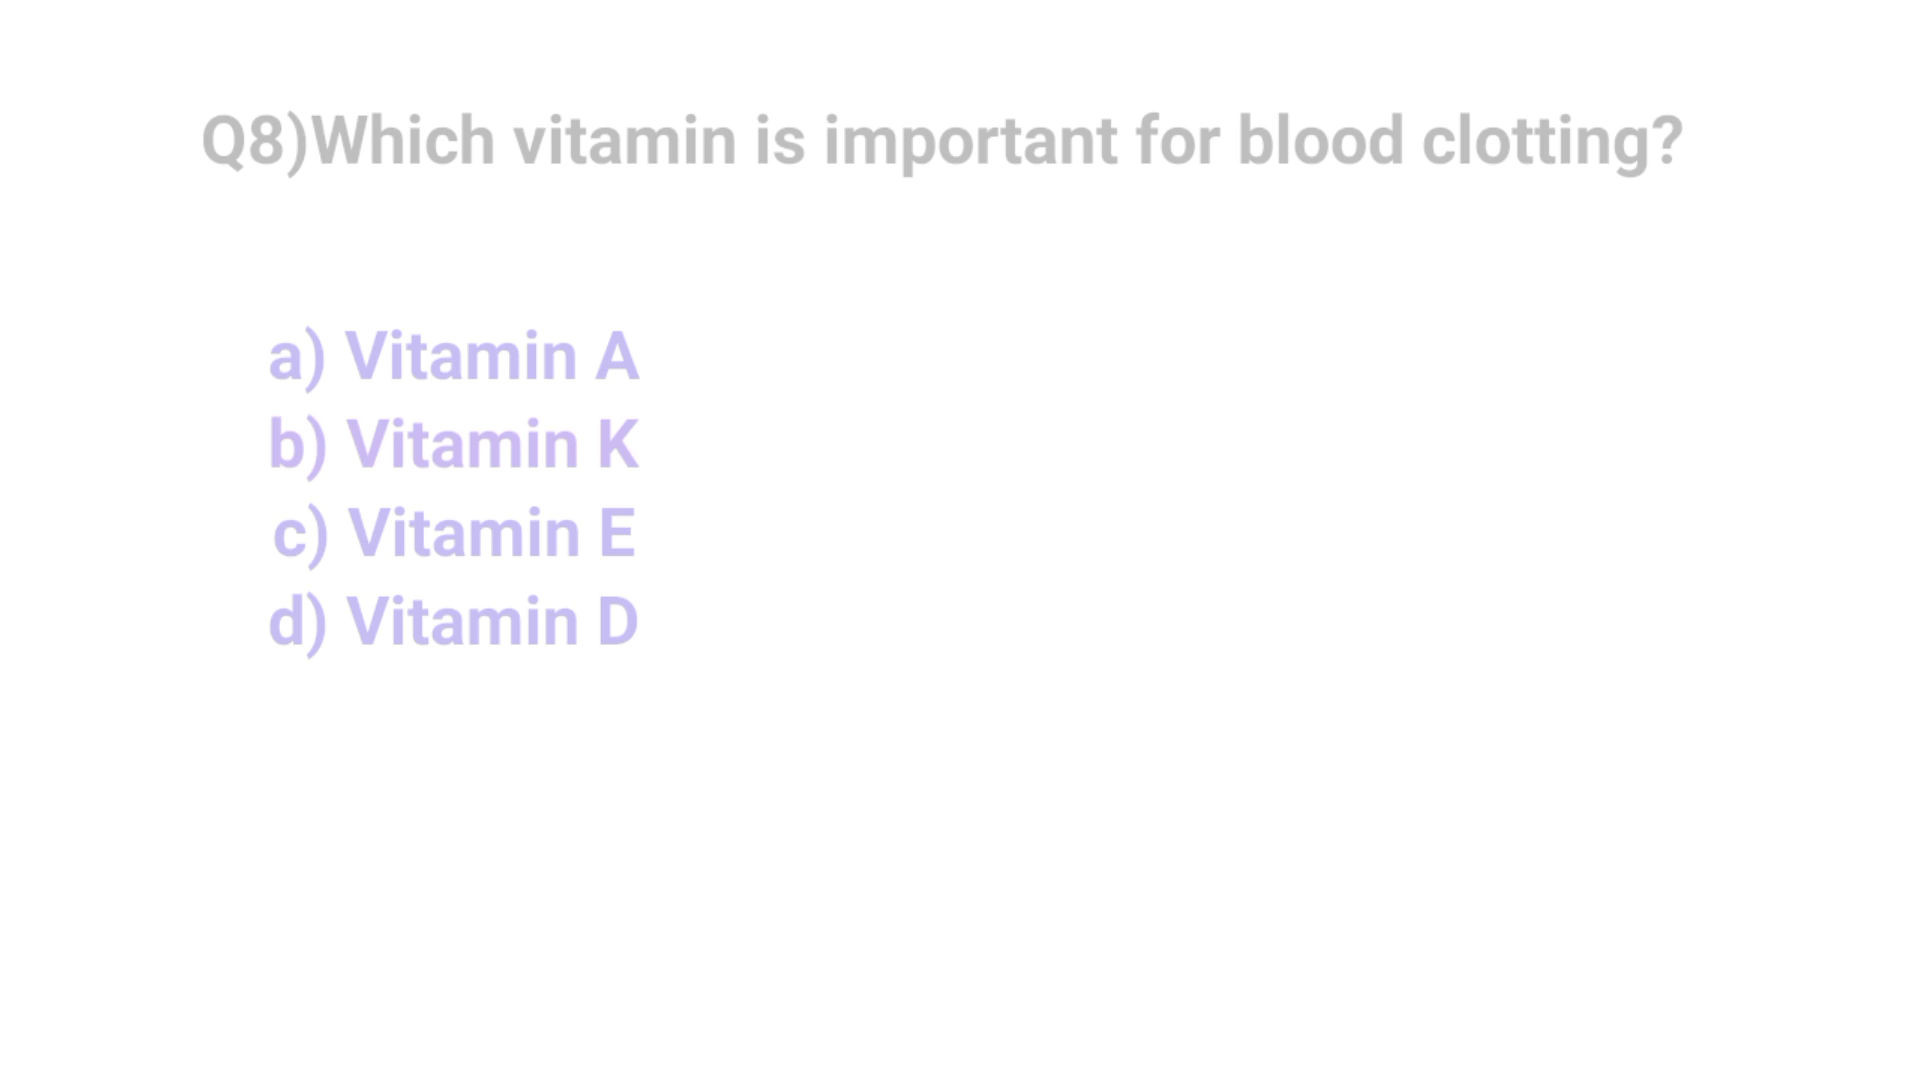 Q8)Which vitamin is important for blood clotting?
a) Vitamin A
b) Vitamin K
c) Vitamin E
d) Vitamin D